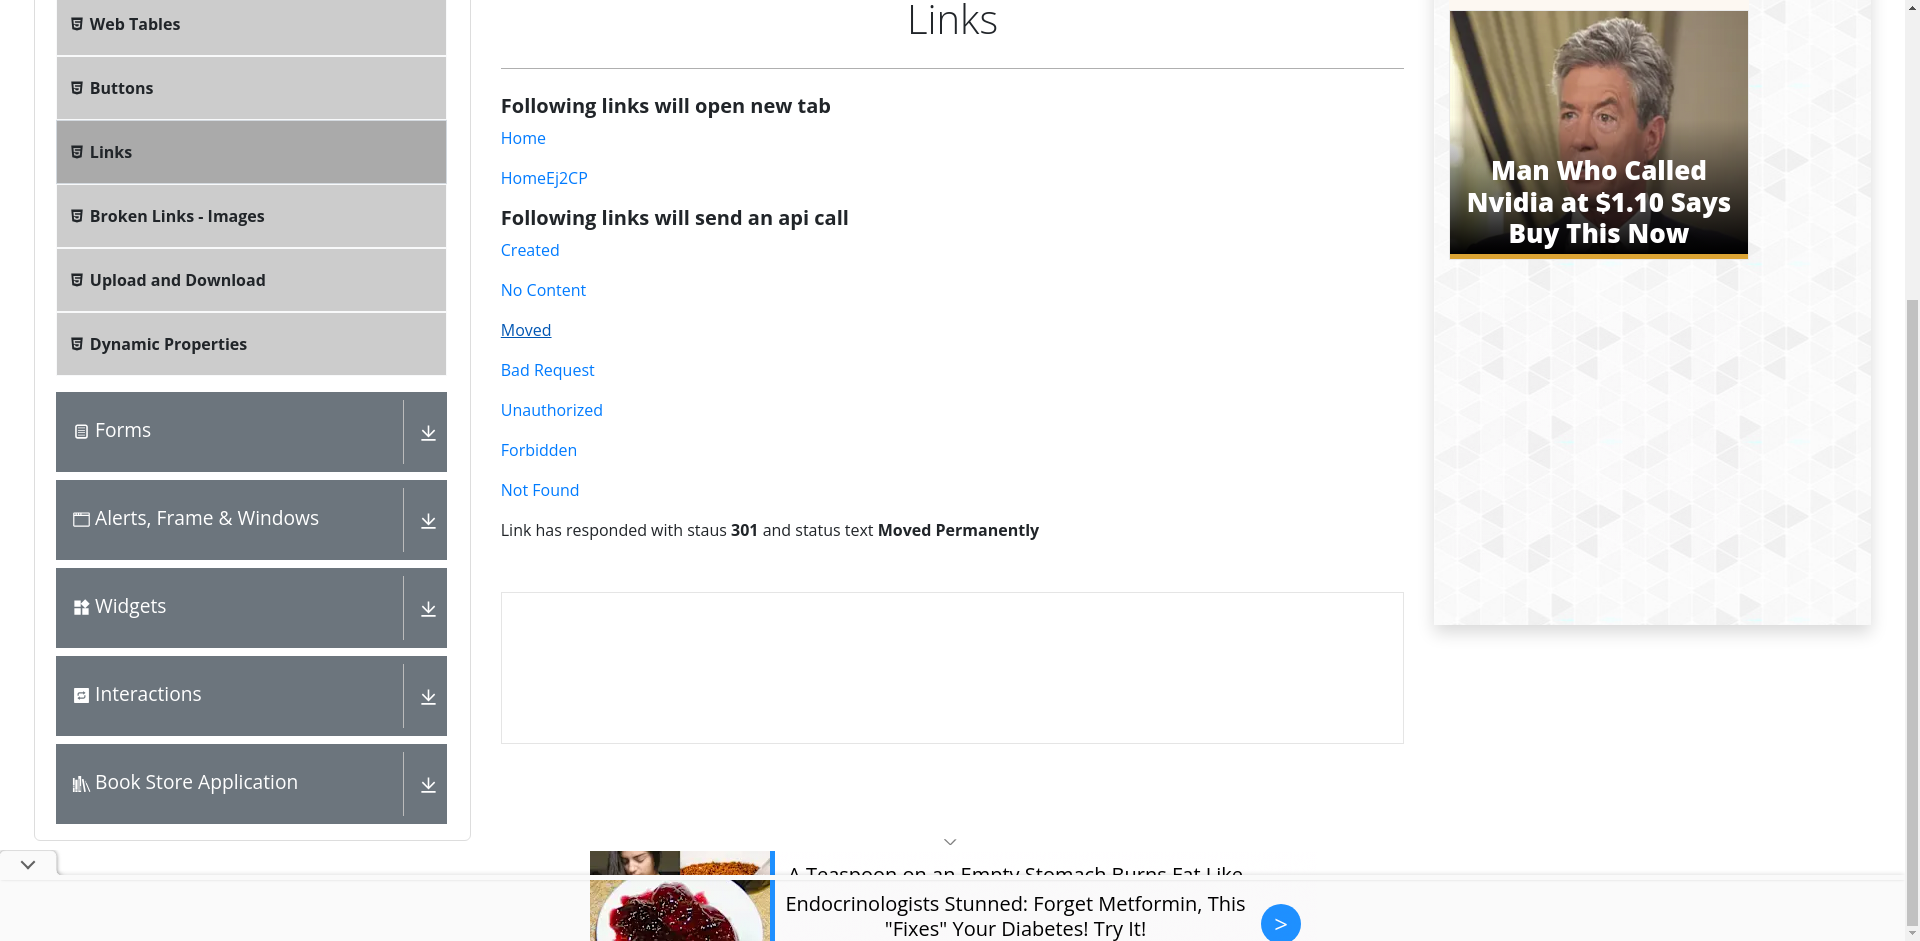 Web Tables
Buttons
Links
Broken Links - Images
Upload and Download
Dynamic Properties
Forms
Alerts, Frame & Windows
Widgets
Interactions
Book Store Application
Links
Following links will open new tab
Home
HomeEj2CP
Following links will send an api call
Created
No Content
Moved
Bad Request
Unauthorized
Forbidden
Not Found
Link has responded with staus 301 and status text Moved Permanently
Man Who Called
Nvidia at $1.10 Says
Buy This Now
A Teaspoon on an Empty Stomach Burns Fat Like
Endocrinologists Stunned: Forget Metformin, This
"Fixes" Your Diabetes! Try It!
>